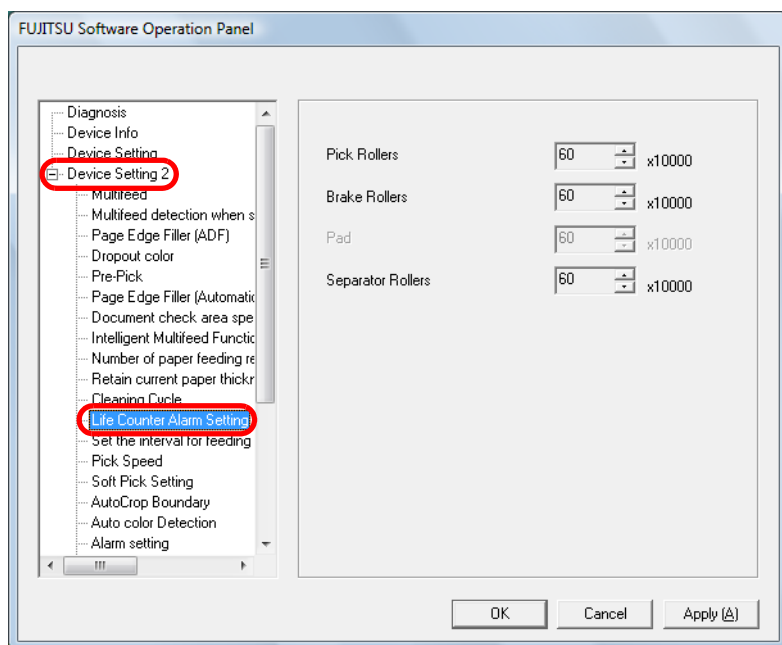 FUJITSU Software Operation Panel
Diagnosis
Device Info
Device Setting
Device Setting 2
Multifeed
Multifeed detection when s
Page Edge Filler (ADF)
Dropout color
Pre-Pick
Page Edge Filler (Automatic
Document check area spe
Intelligent Multifeed Functic
Number of paper feeding re
Retain current paper thickr
Cleaning Cycle
Life Counter Alarm Setting
Set the interval for feeding
Pick Speed
Soft Pick Setting
AutoCrop Boundary
Auto color Detection
Alarm setting
Pick Rollers 60 x10000
Brake Rollers 60 x10000
Pad 60 x10000
Separator Rollers 60 x10000
OK Cancel Apply (A)